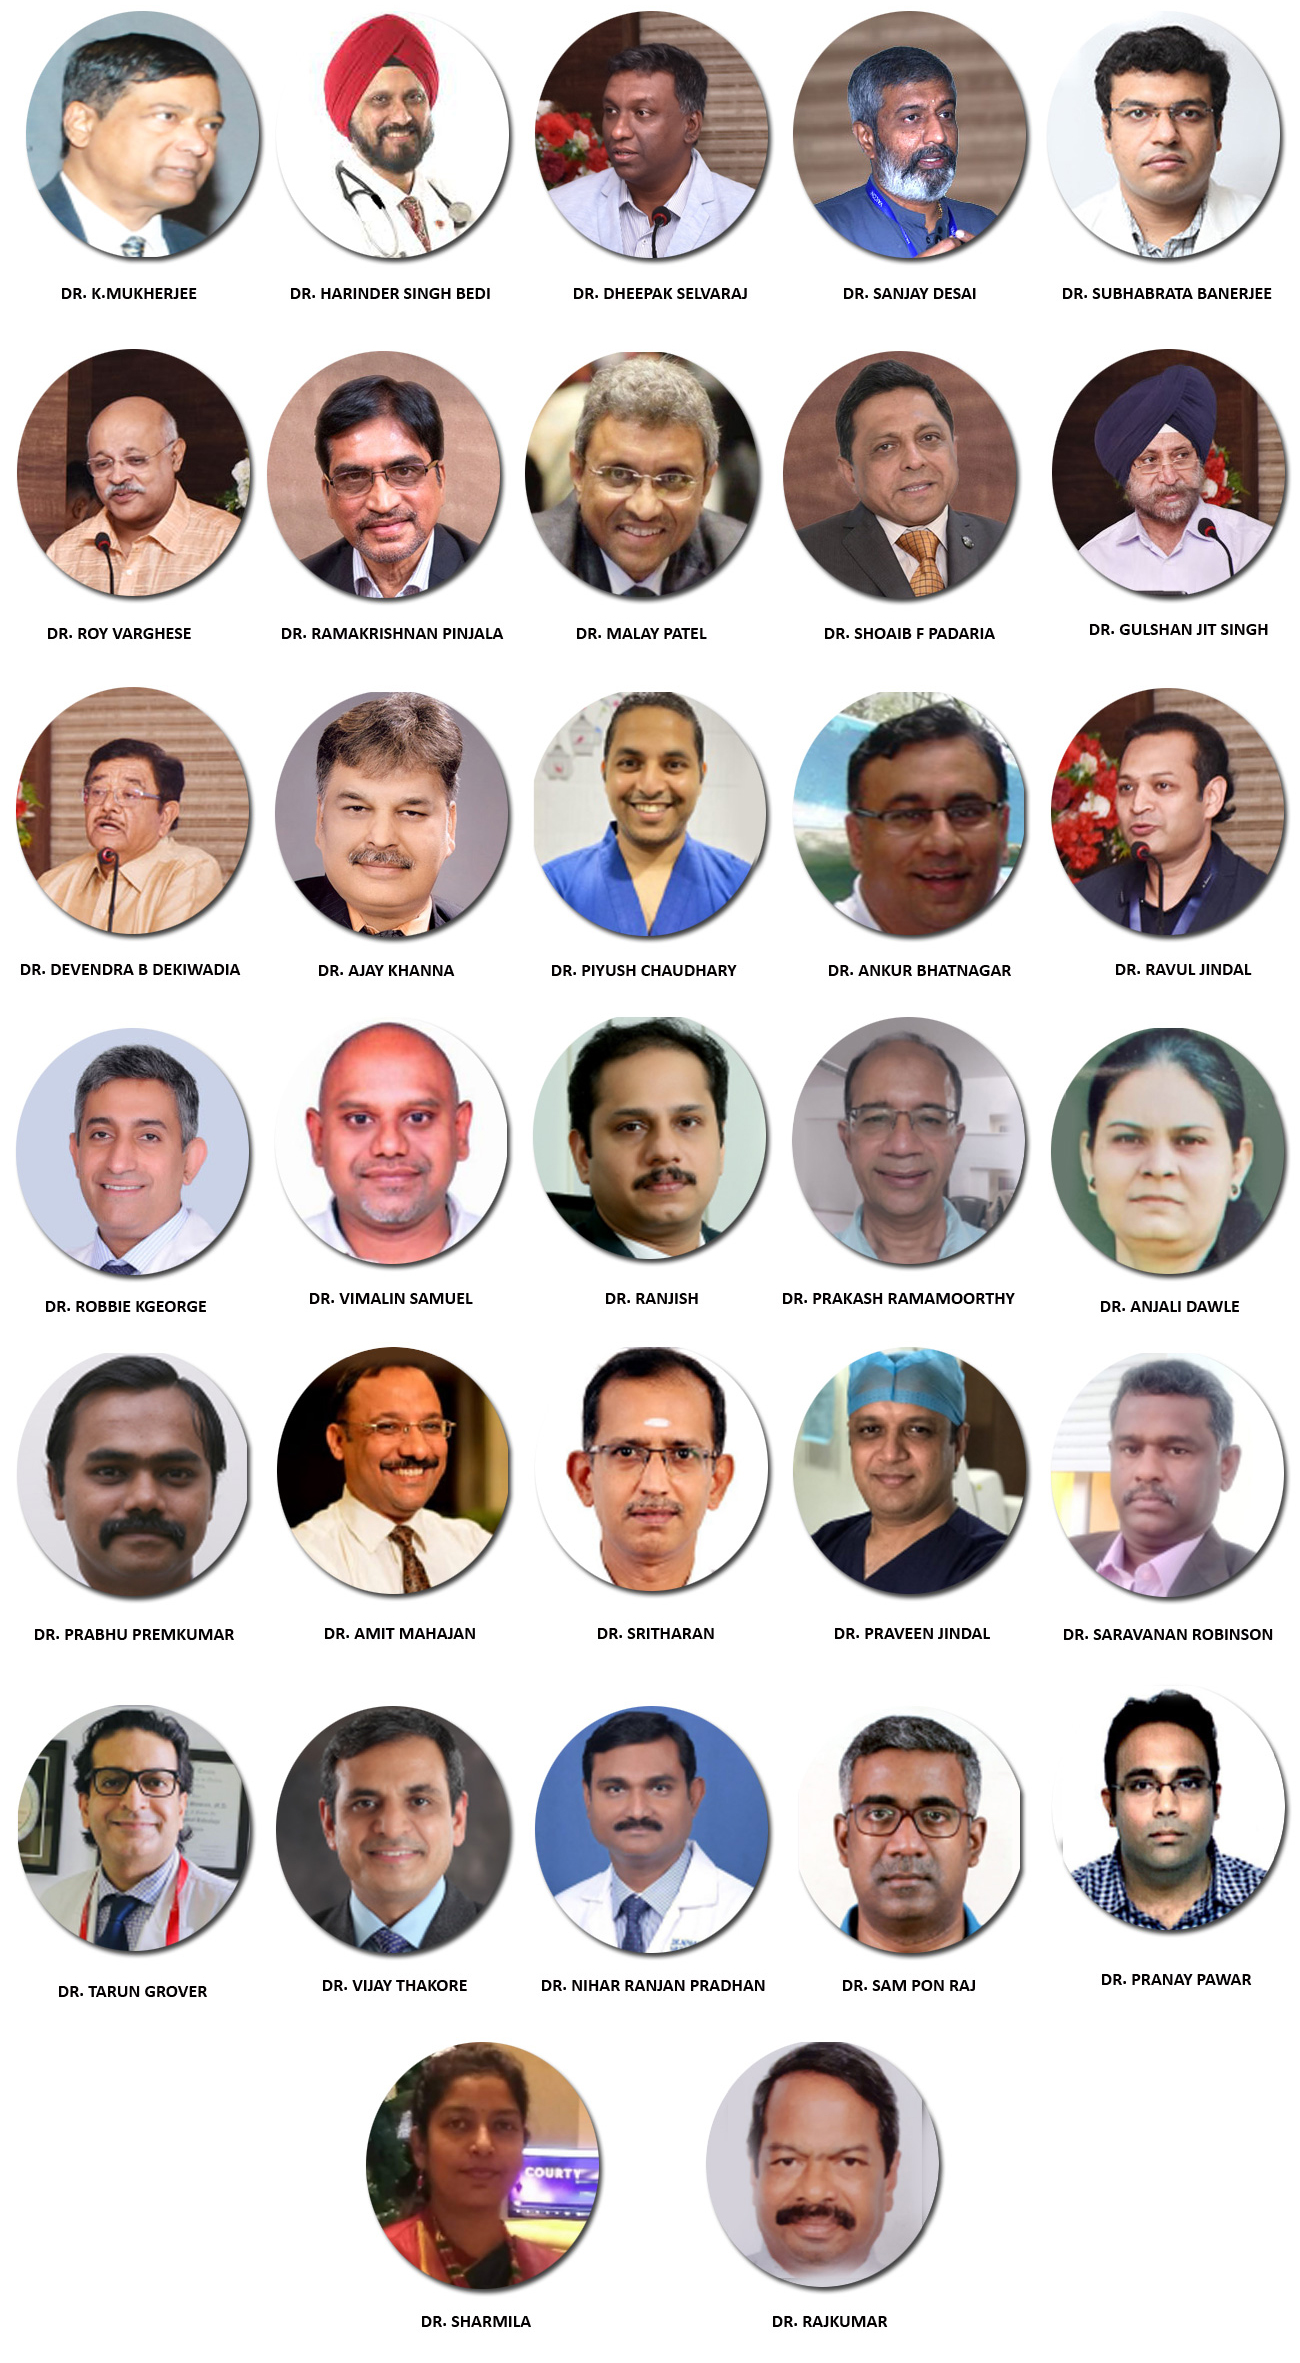 DR. K.MUKHERJEE
DR. HARINDER SINGH BEDI
DR. DHEEPAK SELVARAJ
DR. SANJAY DESAI
DR. SUBHABRATA BANERJEE
DR. ROY VARGHESE
DR. RAMAKRISHNAN PINJALA
DR. MALAY PATEL
DR. SHOAIB F PADARIA
DR. GULSHAN JIT SINGH
DR. DEVENDRA B DEKIWADIA
DR. AJAY KHANNA
DR. PIYUSH CHAUDHARY
DR. ANKUR BHATNAGAR
DR. RAVUL JINDAL
DR. ROBBIE KGEORGE
DR. VIMALIN SAMUEL
DR. RANJISH
DR. PRAKASH RAMAMOORTHY
DR. ANJALI DAWLE
DR. PRABHU PREMKUMAR
DR. AMIT MAHAJAN
DR. SRITHARAN
DR. PRAVEEN JINDAL
DR. SARAVANAN ROBINSON
DR. TARUN GROVER
DR. VIJAY THAKORE
DR. NIHAR RANJAN PRADHAN
DR. SAM PON RAJ
DR. PRANAY PAWAR
COURTY
DR. SHARMILA
DR. RAJKUMAR